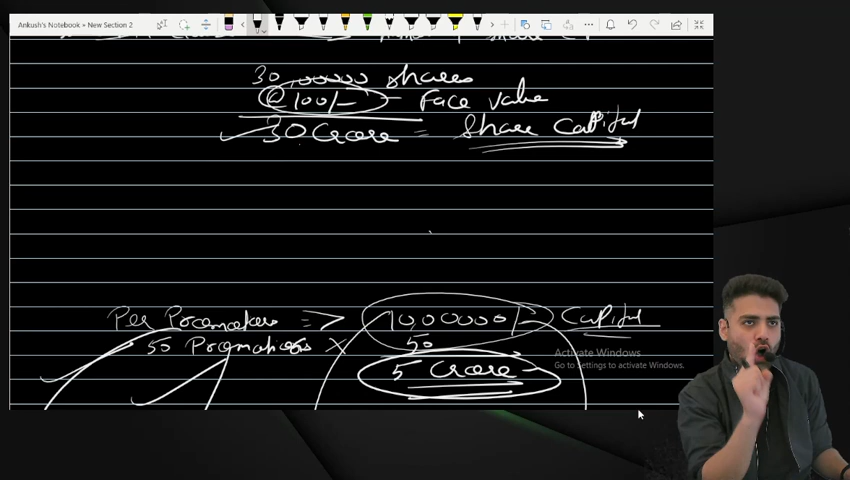 Ankush's Notebook • New Section 2
30,00000 shares
@ 100/- - Face value
30 Crore = Share Capital
Per Promoters => 10,00000/- Capital
50 Promoters X 50
5 Crore -
Activate Windows
Go to Settings to activate Windows.